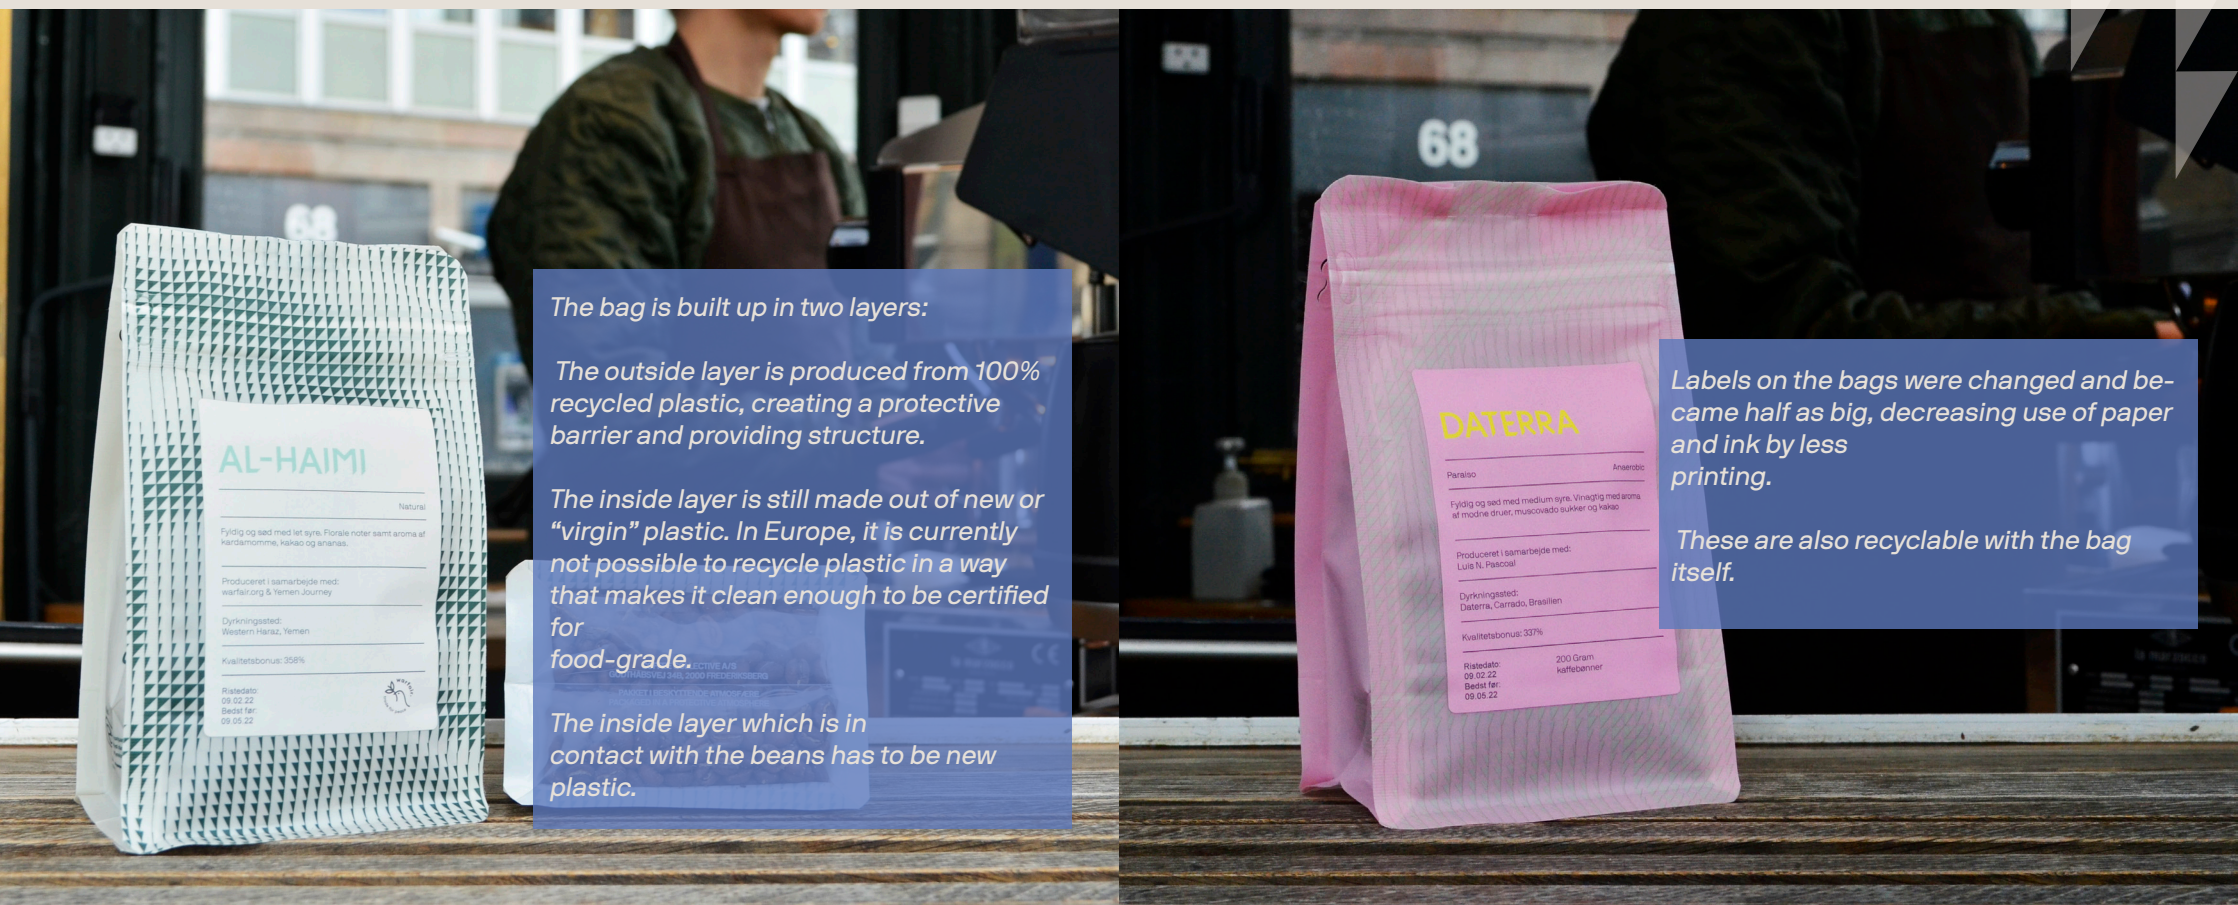 68
AL-HAIMI
Natural
Fyldig og sød med let syre. Florale noter samt aroma af
kardamomme, kakao og ananas.
Produceret i samarbejde med:
warfair.org & Yemen Journey
Dyrkningssted:
Western Haraz, Yemen
Kvalitetsbonus: 358%
Ristedato:
09.02.22
Bedst før:
09.05.22
warfair.
The bag is built up in two layers:
The outside layer is produced from 100%
recycled plastic, creating a protective
barrier and providing structure.
The inside layer is still made out of new or
“virgin” plastic. In Europe, it is currently
not possible to recycle plastic in a way
that makes it clean enough to be certified
for
food-grade.
The inside layer which is in
contact with the beans has to be new
plastic.
LECTIVE A/S
2000 FREDERIKSBERG
68
DATERRA
Paraiso Anaerobic
Fyldig og sød med medium syre. Vinagtig med aroma
af modne druer, muscovado sukker og kakao
Produceret i samarbejde med:
Luis N. Pascoal
Dyrkningssted:
Daterra, Carrado, Brasilien
Kvalitetsbonus: 337%
Ristedato:
09.02.22
Bedst før:
09.05.22
200 Gram
kaffebønner
Labels on the bags were changed and be-
came half as big, decreasing use of paper
and ink by less
printing.
These are also recyclable with the bag
itself.
la marzocco
CE